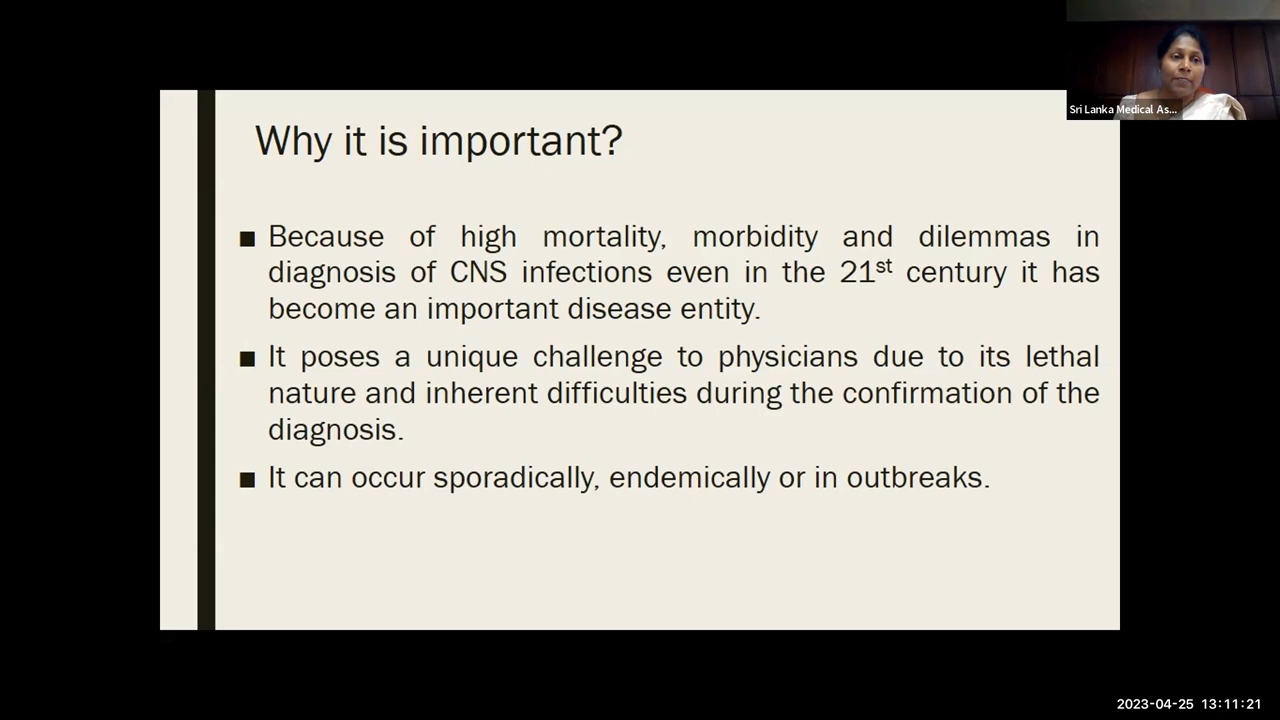 Sri Lanka Medical As...
Why it is important?
■ Because of high mortality, morbidity and dilemmas in
diagnosis of CNS infections even in the 21st century it has
become an important disease entity.
■ It poses a unique challenge to physicians due to its lethal
nature and inherent difficulties during the confirmation of the
diagnosis.
■ It can occur sporadically, endemically or in outbreaks.
2023-04-25 13:11:21